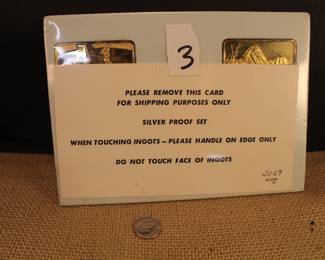 3
PLEASE REMOVE THIS CARD
FOR SHIPPING PURPOSES ONLY
SILVER PROOF SET
WHEN TOUCHING INGOTS — PLEASE HANDLE ON EDGE ONLY
DO NOT TOUCH FACE OF INGOTS